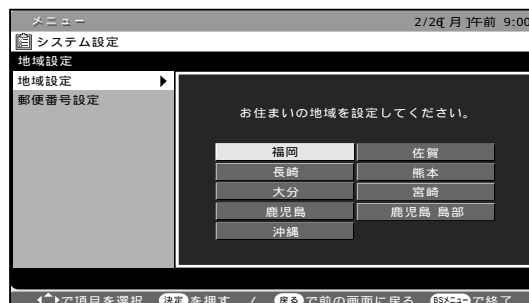 メニュー 2/26[月]午前 9:00
システム設定
地域設定
地域設定
郵便番号設定
お住まいの地域を設定してください。
福岡 佐賀
長崎 熊本
大分 宮崎
鹿児島 鹿児島 島部
沖縄
で項目を選択 決定を押す / 戻るで前の画面に戻る BSメニューで終了